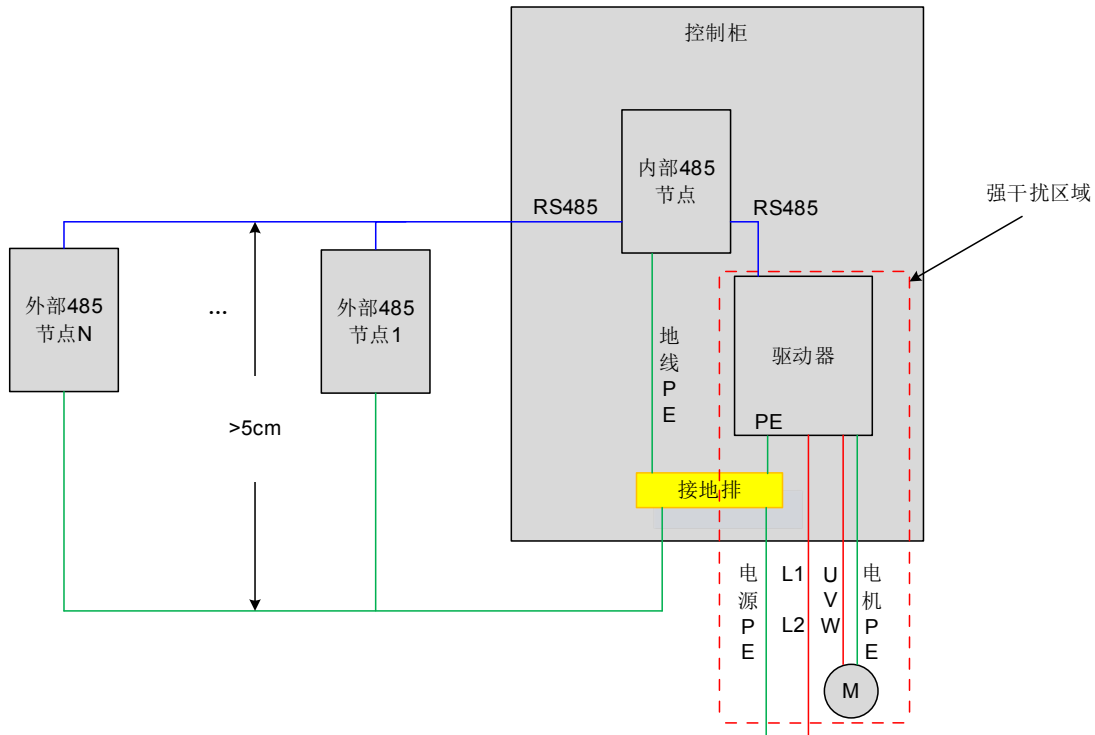 控制柜
内部485
节点
RS485
RS485
强干扰区域
外部485
节点N
...
外部485
节点1
>5cm
地
线
P
E
驱动器
PE
接地排
电
源
P
E
L1
L2
U
V
W
电
机
P
E
M